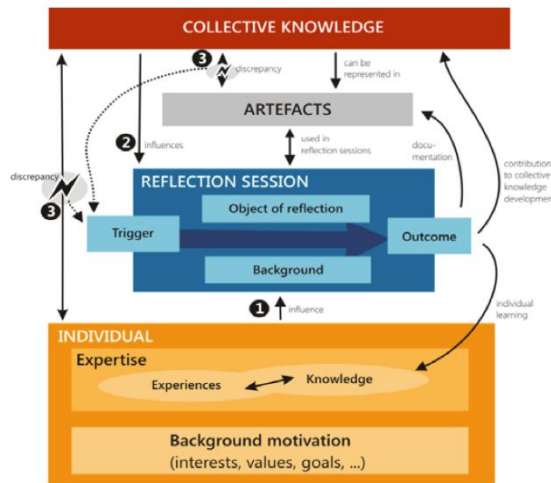 COLLECTIVE KNOWLEDGE
3
discrepancy
can be
represented in
ARTEFACTS
2
influences
used in
reflection sessions
docu-
mentation
contribution
to collective
knowledge
development
discrepancy
3
REFLECTION SESSION
Object of reflection
Trigger
Outcome
Background
1
influence
individual
learning
INDIVIDUAL
Expertise
Experiences
Knowledge
Background motivation
(interests, values, goals, ...)